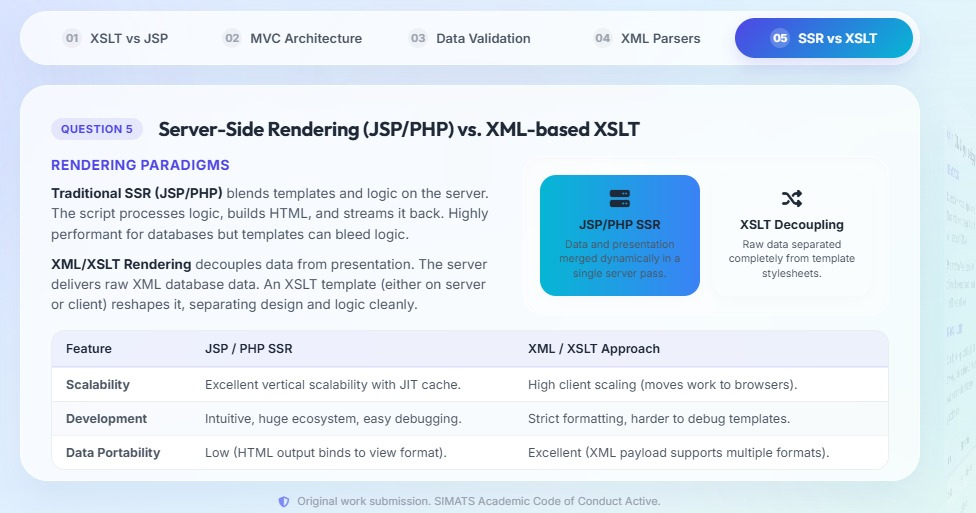 01 XSLT vs JSP
02 MVC Architecture
03 Data Validation
04 XML Parsers
05 SSR vs XSLT
QUESTION 5
Server-Side Rendering (JSP/PHP) vs. XML-based XSLT
RENDERING PARADIGMS
Traditional SSR (JSP/PHP) blends templates and logic on the server.
The script processes logic, builds HTML, and streams it back. Highly
performant for databases but templates can bleed logic.
XML/XSLT Rendering decouples data from presentation. The server
delivers raw XML database data. An XSLT template (either on server
or client) reshapes it, separating design and logic cleanly.
JSP/PHP SSR
Data and presentation
merged dynamically in a
single server pass.
XSLT Decoupling
Raw data separated
completely from template
stylesheets.
Feature JSP / PHP SSR XML / XSLT Approach
Scalability Excellent vertical scalability with JIT cache. High client scaling (moves work to browsers).
Development Intuitive, huge ecosystem, easy debugging. Strict formatting, harder to debug templates.
Data Portability Low (HTML output binds to view format). Excellent (XML payload supports multiple formats).
Original work submission. SIMATS Academic Code of Conduct Active.